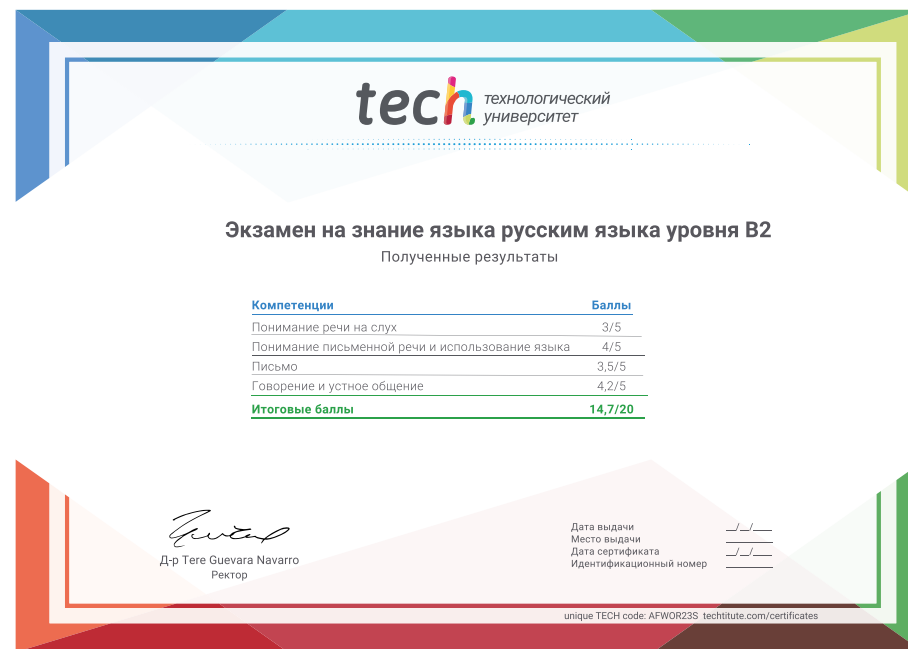 tech технологический
университет
Экзамен на знание языка русским языка уровня B2
Полученные результаты
Компетенции Баллы
Понимание речи на слух 3/5
Понимание письменной речи и использование языка 4/5
Письмо 3,5/5
Говорение и устное общение 4,2/5
Итоговые баллы 14,7/20
Д-р Tere Guevara Navarro
Ректор
Дата выдачи __/__/____
Место выдачи ________
Дата сертификата __/__/____
Идентификационный номер ________
unique TECH code: AFWOR23S techtitute.com/certificates